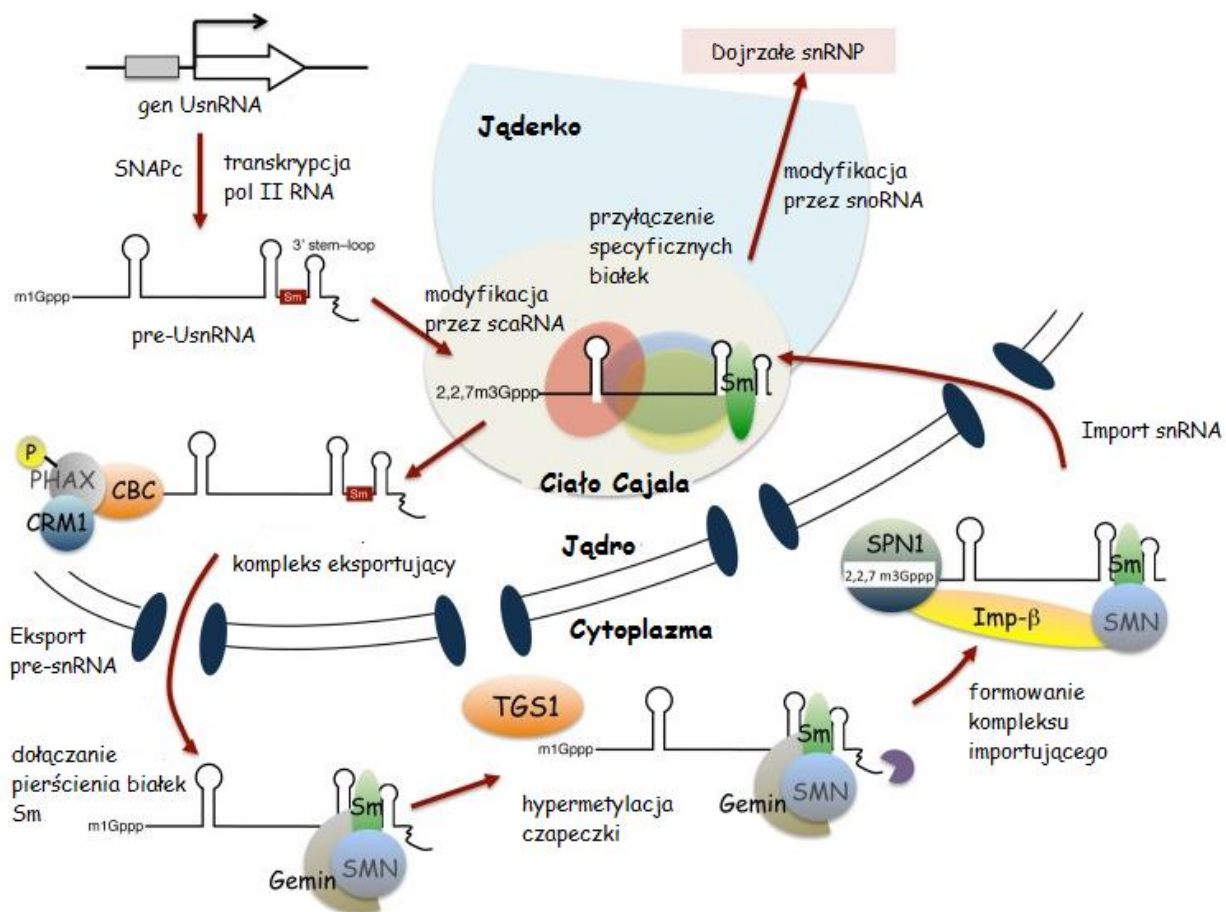 gen UsnRNA
SNAPc
transkrypcja
pol II RNA
3' stem–loop
m1Gppp
Sm
pre-UsnRNA
Jąderko
Dojrzałe snRNP
modyfikacja
przez snoRNA
przyłączenie
specyficznych
białek
modyfikacja
przez scaRNA
2,2,7m3Gppp
Sm
Ciało Cajala
Import snRNA
P
PHAX
CBC
CRM1
Sm
kompleks eksportujący
Jądro
Cytoplazma
Eksport
pre-snRNA
SPN1
2,2,7 m3Gppp
Sm
Imp-β
SMN
dołączanie
pierścienia białek
Sm
m1Gppp
Sm
SMN
Gemin
hypermetylacja
czapeczki
TGS1
m1Gppp
Sm
SMN
Gemin
formowanie
kompleksu
importującego